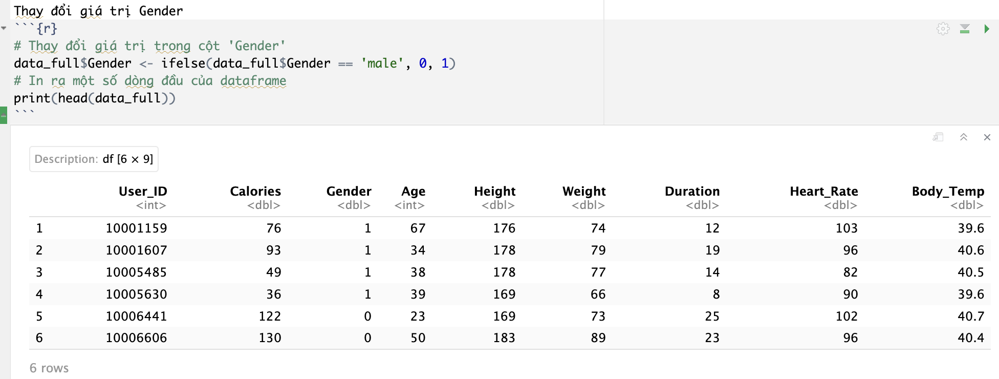 Thay đổi giá trị Gender
```{r}
# Thay đổi giá trị trong cột 'Gender'
data_full$Gender <- ifelse(data_full$Gender == 'male', 0, 1)
# In ra một số dòng đầu của dataframe
print(head(data_full))
```
Description: df [6 × 9]
User_ID Calories Gender Age Height Weight Duration Heart_Rate Body_Temp
<int> <dbl> <dbl> <int> <dbl> <dbl> <dbl> <dbl> <dbl>
1 10001159 76 1 67 176 74 12 103 39.6
2 10001607 93 1 34 178 79 19 96 40.6
3 10005485 49 1 38 178 77 14 82 40.5
4 10005630 36 1 39 169 66 8 90 39.6
5 10006441 122 0 23 169 73 25 102 40.7
6 10006606 130 0 50 183 89 23 96 40.4
6 rows